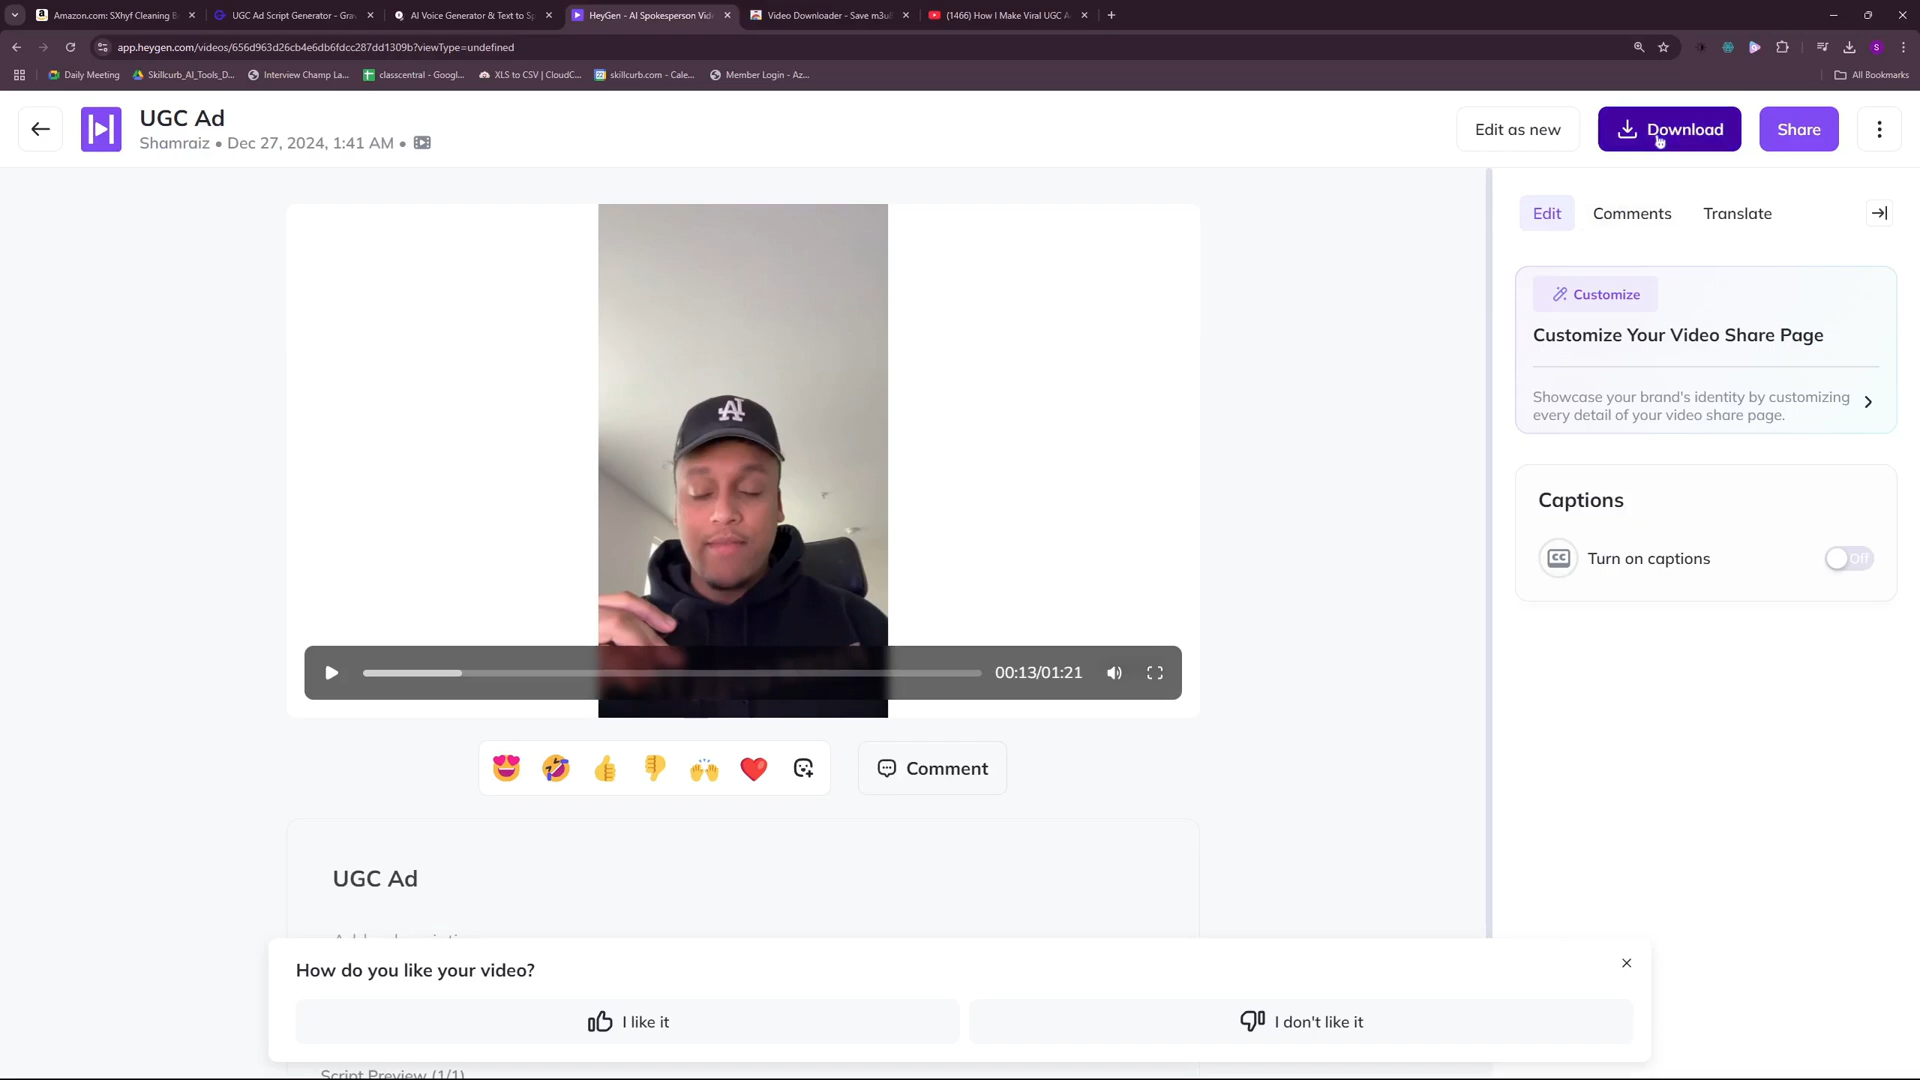 Amazon.com: SXhyf Cleaning B
UGC Ad Script Generator - Gra
AI Voice Generator & Text to Sp
HeyGen - AI Spokesperson Vid
Video Downloader - Save m3u8
(1466) How I Make Viral UGC A
app.heygen.com/videos/656d963d26cb4e6db6fdcc287dd1309b?viewType=undefined
Daily Meeting
Skillcurb_AI_Tools_D...
Interview Champ La...
classcentral - Googl...
XLS to CSV | CloudC...
skillcurb.com - Cale...
Member Login - Az...
All Bookmarks
UGC Ad
Shamraiz • Dec 27, 2024, 1:41 AM •
Edit as new
Download
Share
Edit
Comments
Translate
Customize
Customize Your Video Share Page
Showcase your brand's identity by customizing
every detail of your video share page.
Captions
CC
Turn on captions
Off
AI
00:13/01:21
Comment
UGC Ad
How do you like your video?
I like it
I don't like it
Script Preview (1/1)